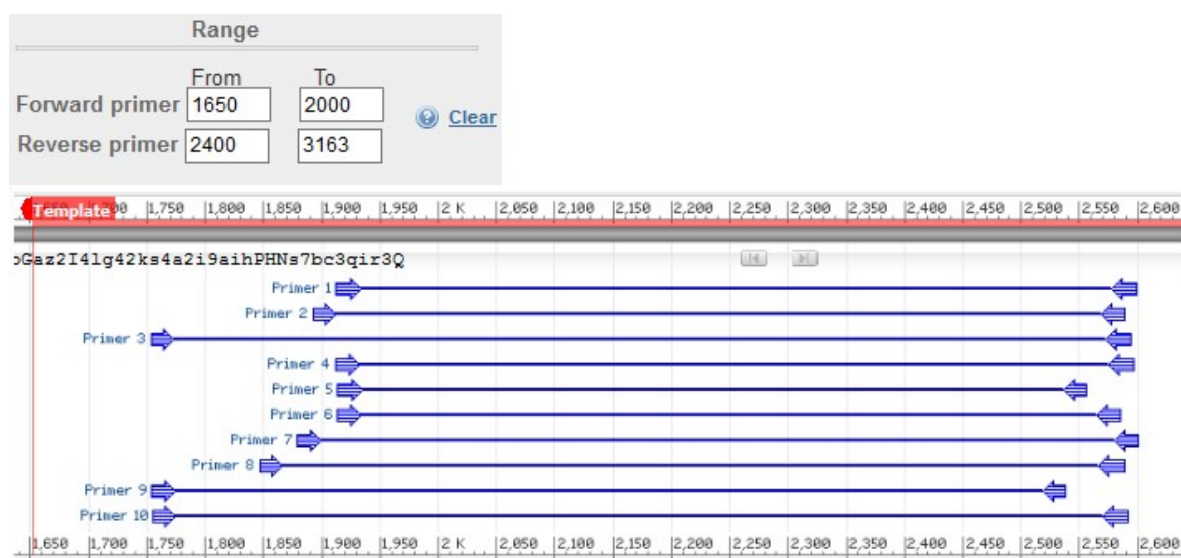 Range
From To
Forward primer 1650 2000
Clear
Reverse primer 2400 3163
Template 1,750 1,800 1,850 1,900 1,950 2 K 2,050 2,100 2,150 2,200 2,250 2,300 2,350 2,400 2,450 2,500 2,550 2,600
Gaz2I4lg42ks4a2i9aihPHNs7bc3qir3Q
Primer 1
Primer 2
Primer 3
Primer 4
Primer 5
Primer 6
Primer 7
Primer 8
Primer 9
Primer 10
1,650 1,700 1,750 1,800 1,850 1,900 1,950 2 K 2,050 2,100 2,150 2,200 2,250 2,300 2,350 2,400 2,450 2,500 2,550 2,600